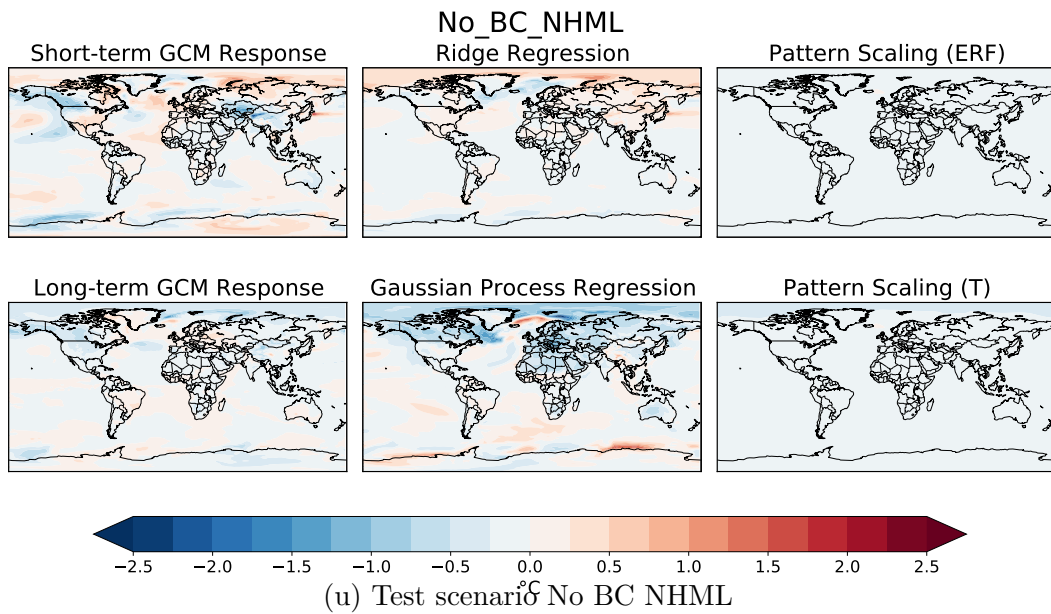 No_BC_NHML
Short-term GCM Response
Ridge Regression
Pattern Scaling (ERF)
Long-term GCM Response
Gaussian Process Regression
Pattern Scaling (T)
−2.5 −2.0 −1.5 −1.0 −0.5 0.0 0.5 1.0 1.5 2.0 2.5
°C
(u) Test scenario No BC NHML